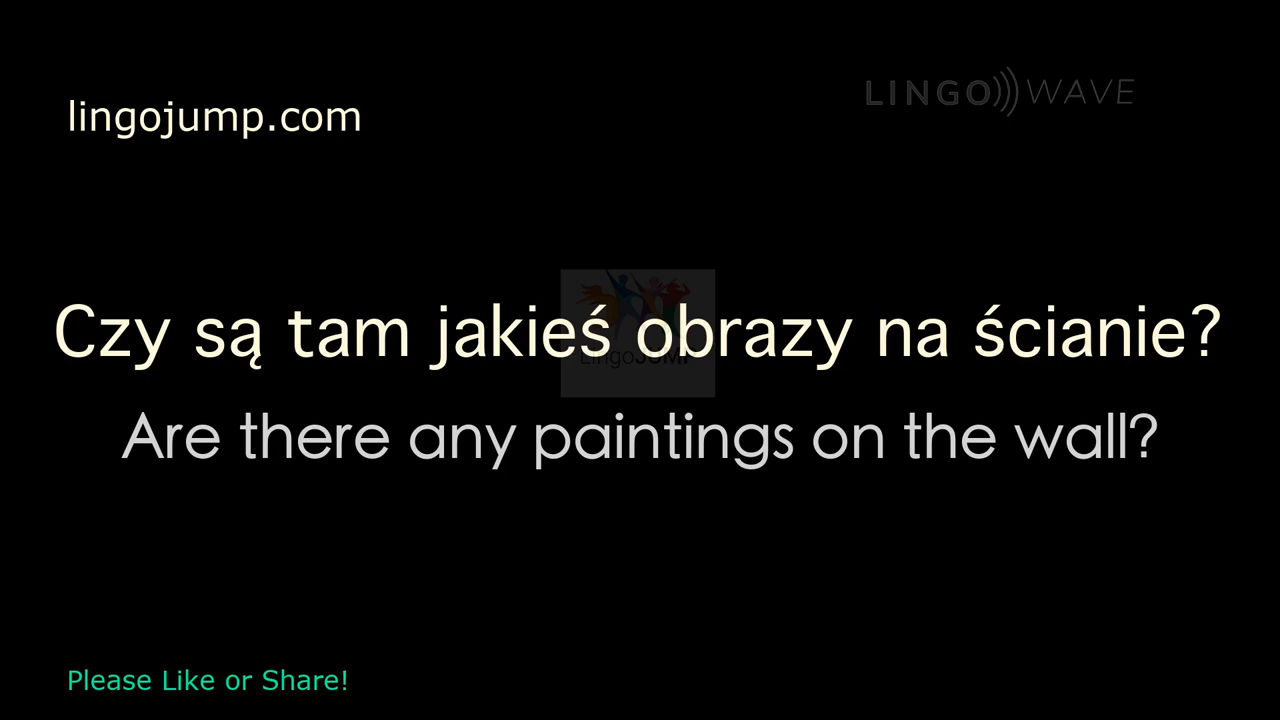 lingojump.com
LINGO WAVE
Czy są tam jakieś obrazy na ścianie?
LingoJUMP
Are there any paintings on the wall?
Please Like or Share!